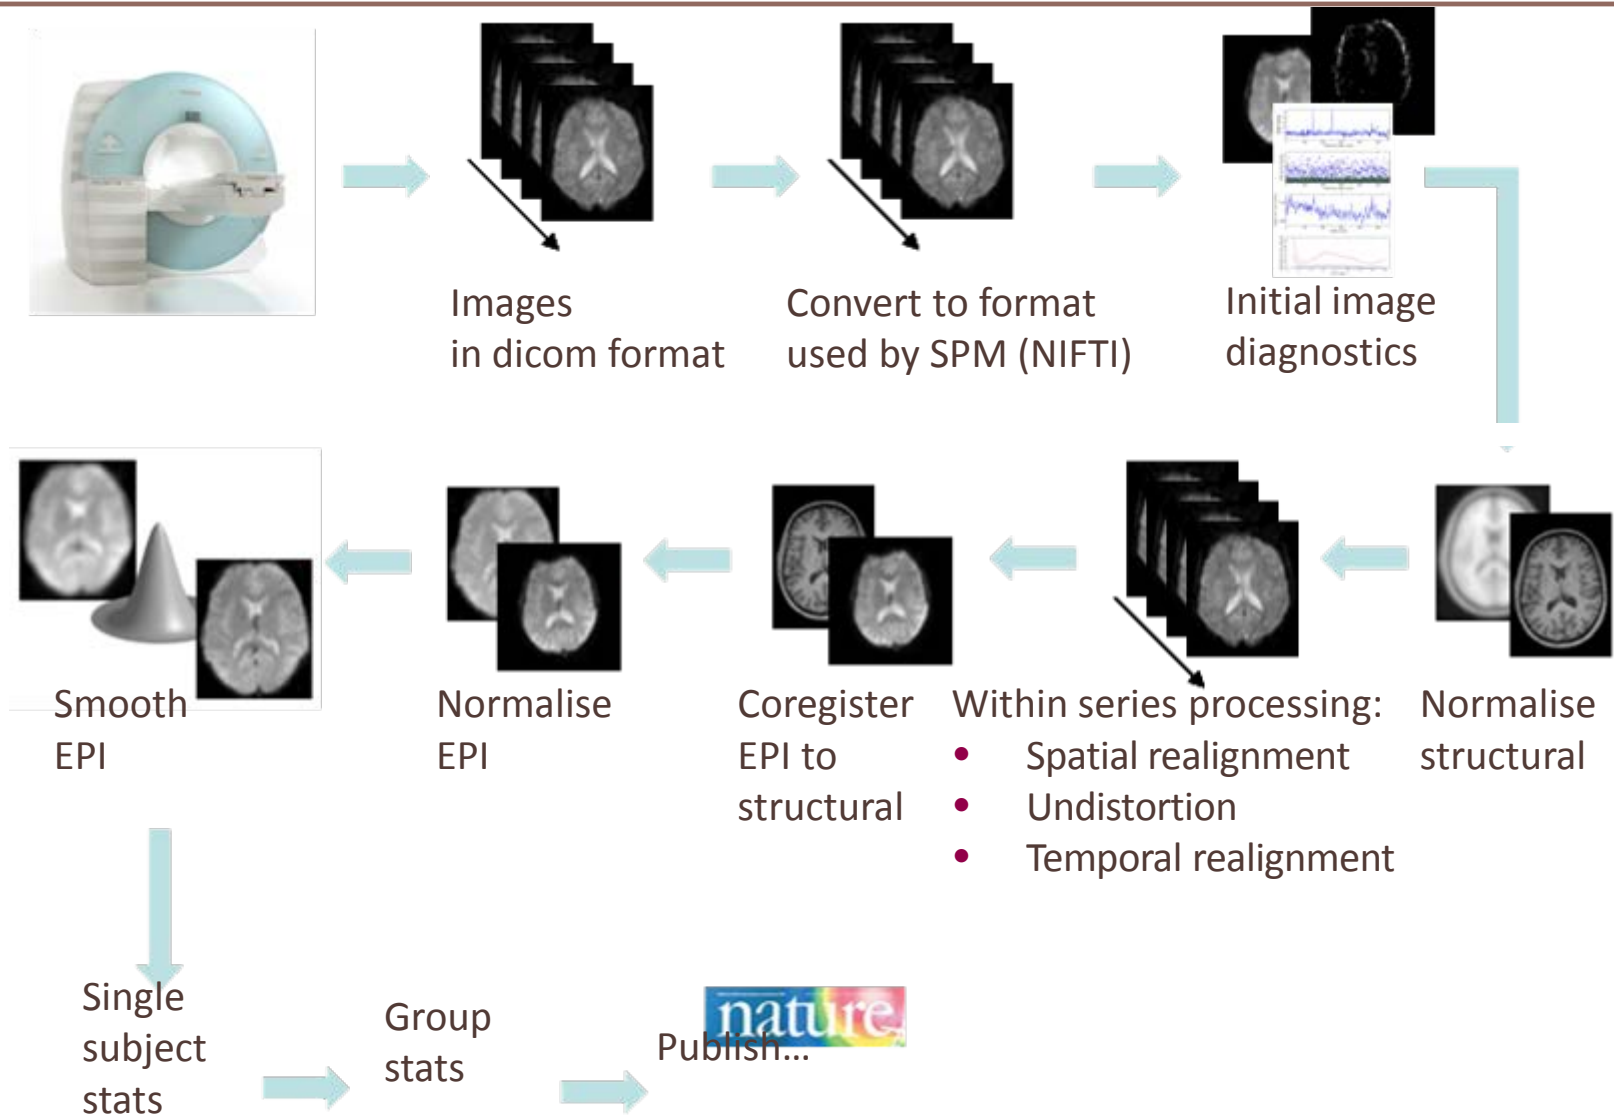 Images
in dicom format
Convert to format
used by SPM (NIFTI)
Initial image
diagnostics
Smooth
EPI
Normalise
EPI
Coregister
EPI to
structural
Within series processing:
• Spatial realignment
• Undistortion
• Temporal realignment
Normalise
structural
Single
subject
stats
Group
stats
nature
Publish...